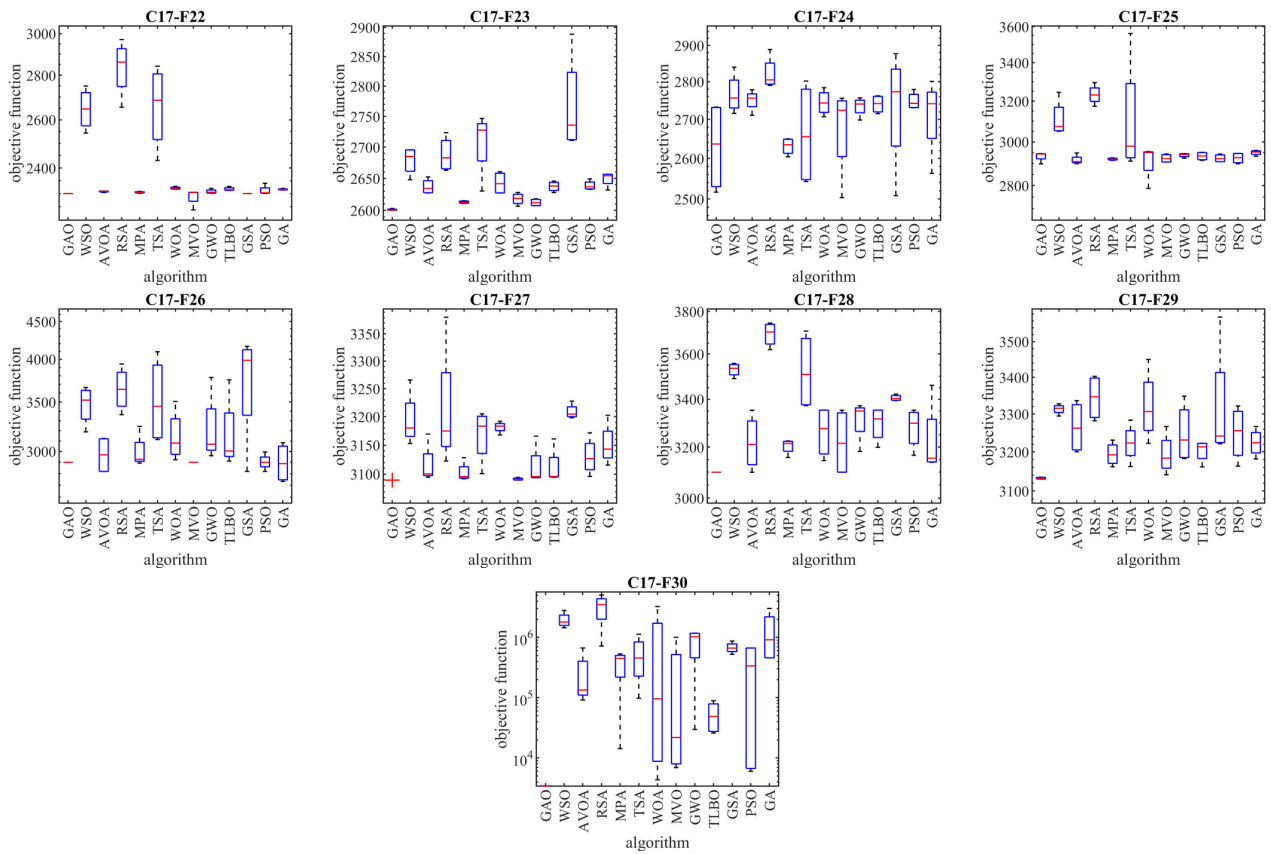 C17-F22
objective function
3000
2800
2600
2400
GAO
WSO
AVOA
RSA
MPA
TSA
WOA
MVO
GWO
TLBO
GSA
PSO
GA
algorithm
C17-F23
objective function
2900
2850
2800
2750
2700
2650
2600
GAO
WSO
AVOA
RSA
MPA
TSA
WOA
MVO
GWO
TLBO
GSA
PSO
GA
algorithm
C17-F24
objective function
2900
2800
2700
2600
2500
GAO
WSO
AVOA
RSA
MPA
TSA
WOA
MVO
GWO
TLBO
GSA
PSO
GA
algorithm
C17-F25
objective function
3600
3400
3200
3000
2800
GAO
WSO
AVOA
RSA
MPA
TSA
WOA
MVO
GWO
TLBO
GSA
PSO
GA
algorithm
C17-F26
objective function
4500
4000
3500
3000
GAO
WSO
AVOA
RSA
MPA
TSA
WOA
MVO
GWO
TLBO
GSA
PSO
GA
algorithm
C17-F27
objective function
3350
3300
3250
3200
3150
3100
GAO
WSO
AVOA
RSA
MPA
TSA
WOA
MVO
GWO
TLBO
GSA
PSO
GA
algorithm
C17-F28
objective function
3800
3600
3400
3200
3000
GAO
WSO
AVOA
RSA
MPA
TSA
WOA
MVO
GWO
TLBO
GSA
PSO
GA
algorithm
C17-F29
objective function
3500
3400
3300
3200
3100
GAO
WSO
AVOA
RSA
MPA
TSA
WOA
MVO
GWO
TLBO
GSA
PSO
GA
algorithm
C17-F30
objective function
10⁶
10⁵
10⁴
GAO
WSO
AVOA
RSA
MPA
TSA
WOA
MVO
GWO
TLBO
GSA
PSO
GA
algorithm